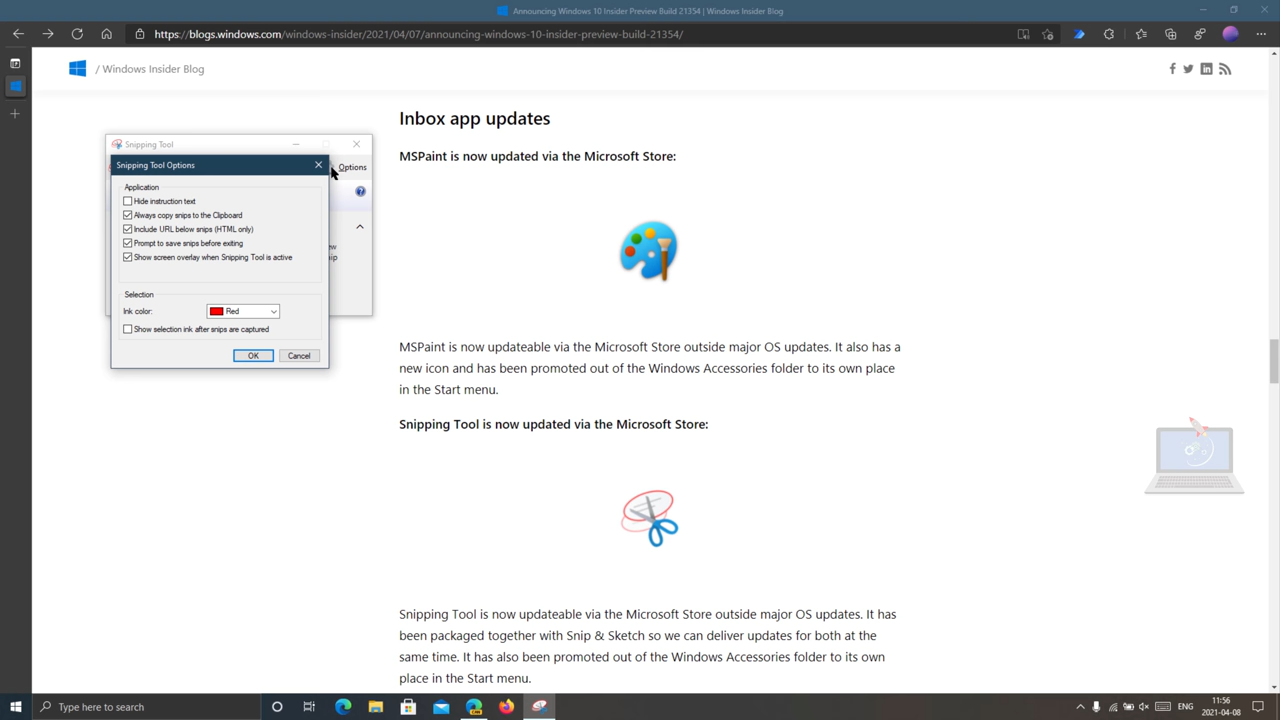 Announcing Windows 10 Insider Preview Build 21354 | Windows Insider Blog
https://blogs.windows.com/windows-insider/2021/04/07/announcing-windows-10-insider-preview-build-21354/
/ Windows Insider Blog
Inbox app updates
MSPaint is now updated via the Microsoft Store:
MSPaint is now updateable via the Microsoft Store outside major OS updates. It also has a
new icon and has been promoted out of the Windows Accessories folder to its own place
in the Start menu.
Snipping Tool is now updated via the Microsoft Store:
Snipping Tool is now updateable via the Microsoft Store outside major OS updates. It has
been packaged together with Snip & Sketch so we can deliver updates for both at the
same time. It has also been promoted out of the Windows Accessories folder to its own
place in the Start menu.
Snipping Tool
Options
Snipping Tool Options
Application
Hide instruction text
Always copy snips to the Clipboard
Include URL below snips (HTML only)
Prompt to save snips before exiting
Show screen overlay when Snipping Tool is active
Selection
Ink color:
Red
Show selection ink after snips are captured
OK
Cancel
Type here to search
ENG
11:56
2021-04-08